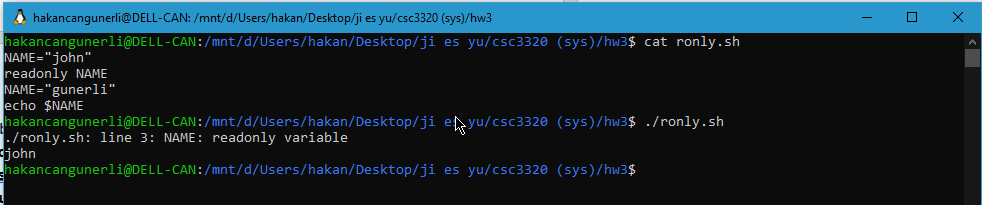 hakancangunerli@DELL-CAN: /mnt/d/Users/hakan/Desktop/ji es yu/csc3320 (sys)/hw3
hakancangunerli@DELL-CAN:/mnt/d/Users/hakan/Desktop/ji es yu/csc3320 (sys)/hw3$ cat ronly.sh
NAME="john"
readonly NAME
NAME="gunerli"
echo $NAME
hakancangunerli@DELL-CAN:/mnt/d/Users/hakan/Desktop/ji es yu/csc3320 (sys)/hw3$ ./ronly.sh
./ronly.sh: line 3: NAME: readonly variable
john
hakancangunerli@DELL-CAN:/mnt/d/Users/hakan/Desktop/ji es yu/csc3320 (sys)/hw3$